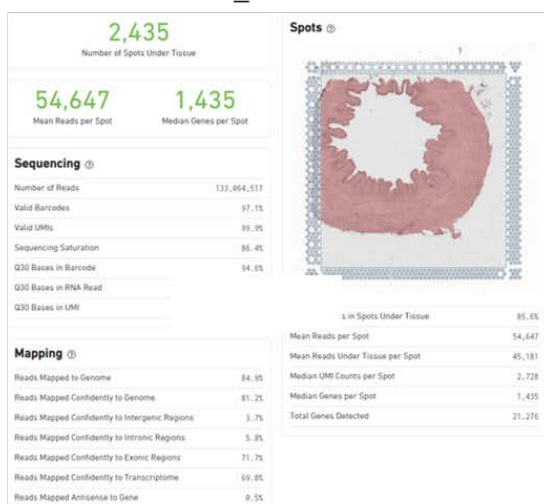 2,435
Number of Spots Under Tissue
54,647
Mean Reads per Spot
1,435
Median Genes per Spot
Sequencing
Number of Reads 133,064,517
Valid Barcodes 97.1%
Valid UMIs 99.9%
Sequencing Saturation 86.4%
Q30 Bases in Barcode 94.6%
Q30 Bases in RNA Read
Q30 Bases in UMI
Mapping
Reads Mapped to Genome 84.9%
Reads Mapped Confidently to Genome 81.2%
Reads Mapped Confidently to Intergenic Regions 3.7%
Reads Mapped Confidently to Intronic Regions 5.8%
Reads Mapped Confidently to Exonic Regions 71.7%
Reads Mapped Confidently to Transcriptome 69.0%
Reads Mapped Antisense to Gene 0.5%
Spots
s in Spots Under Tissue 85.6%
Mean Reads per Spot 54,647
Mean Reads Under Tissue per Spot 45,181
Median UMI Counts per Spot 2,728
Median Genes per Spot 1,435
Total Genes Detected 21,276